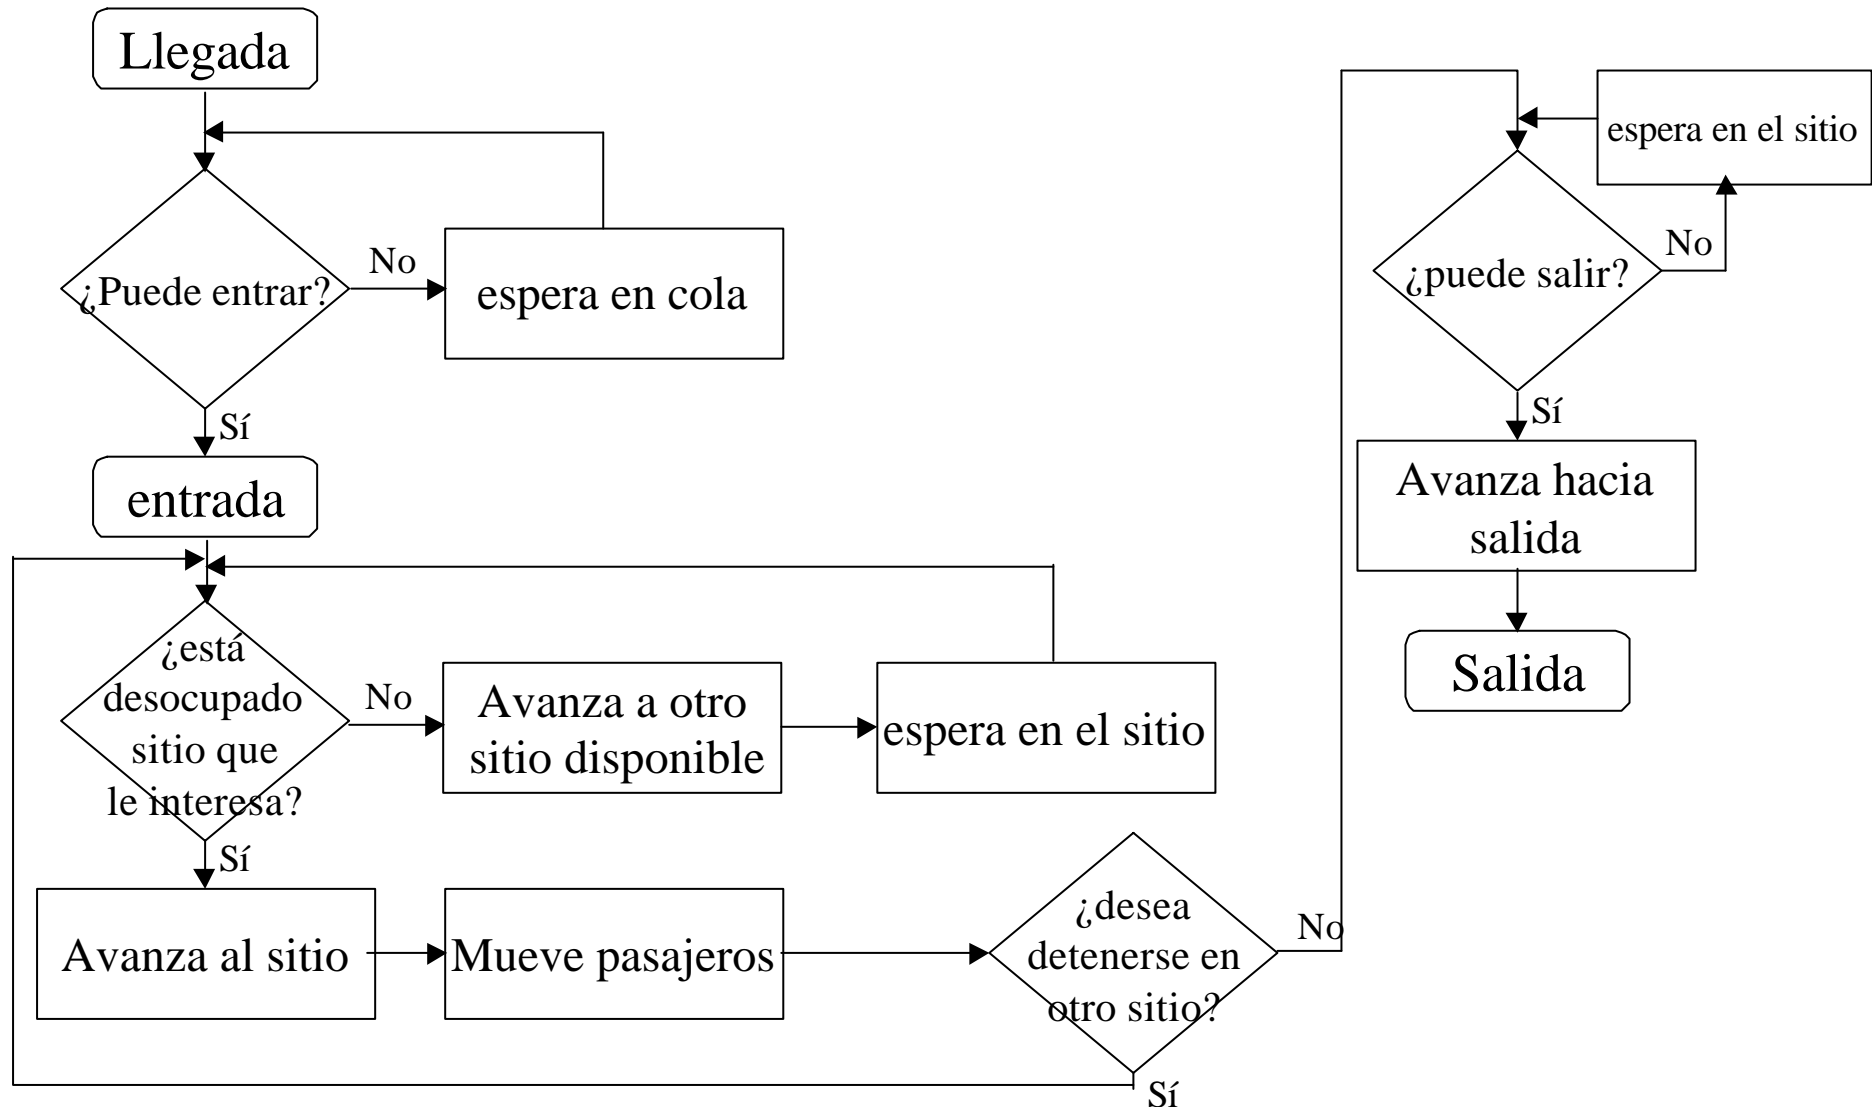 Llegada
¿Puede entrar?
No
espera en cola
Sí
entrada
¿está
desocupado
sitio que
le interesa?
No
Avanza a otro
sitio disponible
espera en el sitio
Sí
Avanza al sitio
Mueve pasajeros
¿desea
detenerse en
otro sitio?
No
Sí
espera en el sitio
¿puede salir?
No
Sí
Avanza hacia
salida
Salida